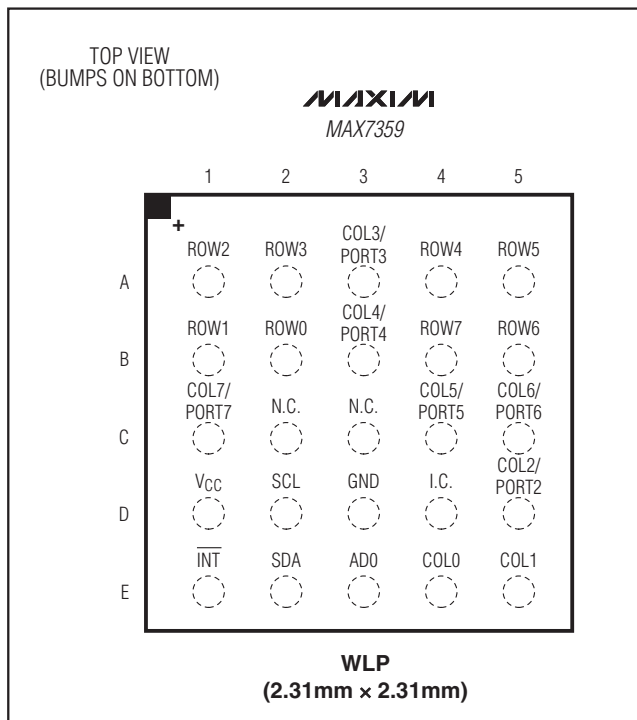 TOP VIEW
(BUMPS ON BOTTOM)
MAXIM
MAX7359
1 2 3 4 5
+
A ROW2 ROW3 COL3/PORT3 ROW4 ROW5
B ROW1 ROW0 COL4/PORT4 ROW7 ROW6
C COL7/PORT7 N.C. N.C. COL5/PORT5 COL6/PORT6
D VCC SCL GND I.C. COL2/PORT2
E INT SDA AD0 COL0 COL1
WLP
(2.31mm × 2.31mm)